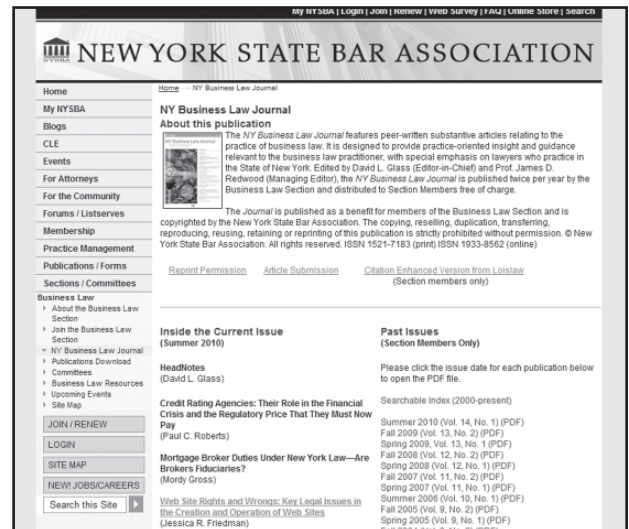 My NYSBA | Login | Join | Renew | Web Survey | FAQ | Online Store | Search
NYSBA
NEW YORK STATE BAR ASSOCIATION
Home
My NYSBA
Blogs
CLE
Events
For Attorneys
For the Community
Forums / Listserves
Membership
Practice Management
Publications / Forms
Sections / Committees
Business Law
About the Business Law
Section
Join the Business Law
Section
NY Business Law Journal
Publications Download
Committees
Business Law Resources
Upcoming Events
Site Map
JOIN / RENEW
LOGIN
SITE MAP
NEW! JOBS/CAREERS
Search this Site
Home → NY Business Law Journal
NY Business Law Journal
About this publication
The NY Business Law Journal features peer-written substantive articles relating to the
practice of business law. It is designed to provide practice-oriented insight and guidance
relevant to the business law practitioner, with special emphasis on lawyers who practice in
the State of New York. Edited by David L. Glass (Editor-in-Chief) and Prof. James D.
Redwood (Managing Editor), the NY Business Law Journal is published twice per year by the
Business Law Section and distributed to Section Members free of charge.
The Journal is published as a benefit for members of the Business Law Section and is
copyrighted by the New York State Bar Association. The copying, reselling, duplication, transferring,
reproducing, reusing, retaining or reprinting of this publication is strictly prohibited without permission. © New
York State Bar Association. All rights reserved. ISSN 1521-7183 (print) ISSN 1933-8562 (online)
Reprint Permission Article Submission Citation Enhanced Version from Loislaw
(Section members only)
Inside the Current Issue
(Summer 2010)
HeadNotes
(David L. Glass)
Credit Rating Agencies: Their Role in the Financial
Crisis and the Regulatory Price That They Must Now
Pay
(Paul C. Roberts)
Mortgage Broker Duties Under New York Law—Are
Brokers Fiduciaries?
(Mordy Gross)
Web Site Rights and Wrongs: Key Legal Issues in
the Creation and Operation of Web Sites
(Jessica R. Friedman)
Past Issues
(Section Members Only)
Please click the issue date for each publication below
to open the PDF file.
Searchable Index (2000-present)
Summer 2010 (Vol. 14, No. 1) (PDF)
Fall 2009 (Vol. 13, No. 2) (PDF)
Spring 2009, Vol. 13, No. 1 (PDF)
Fall 2008 (Vol. 12, No. 2) (PDF)
Spring 2008 (Vol. 12, No. 1) (PDF)
Fall 2007 (Vol. 11, No. 2) (PDF)
Spring 2007 (Vol. 11, No. 1) (PDF)
Summer 2006 (Vol. 10, No. 1) (PDF)
Fall 2005 (Vol. 9, No. 2) (PDF)
Spring 2005 (Vol. 9, No. 1) (PDF)